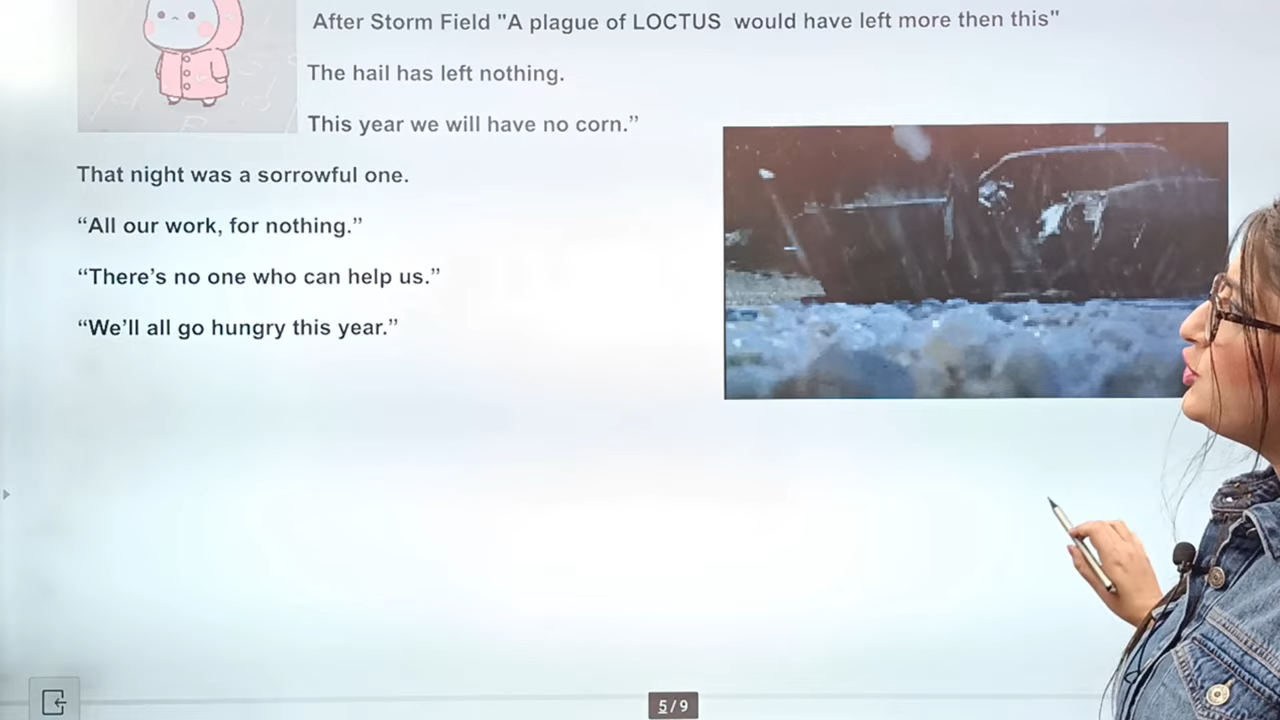 After Storm Field "A plague of LOCTUS would have left more then this"
The hail has left nothing.
This year we will have no corn.”
That night was a sorrowful one.
“All our work, for nothing.”
“There’s no one who can help us.”
“We’ll all go hungry this year.”
5/9